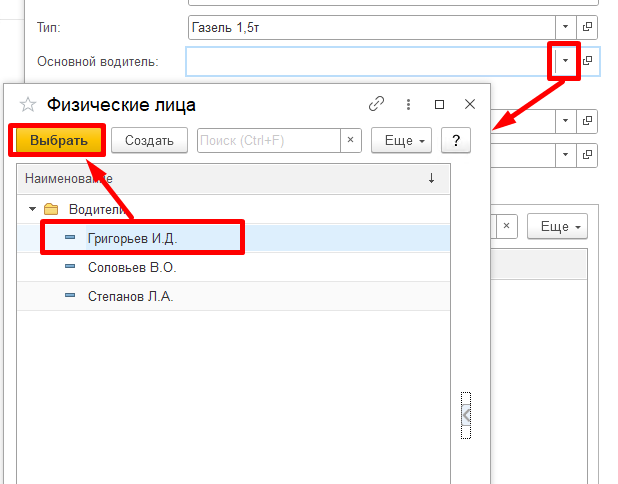 Тип: Газель 1,5т
Основной водитель:
Физические лица
Выбрать Создать Поиск (Ctrl+F) × Еще ?
Наименование ↓
Водители
Григорьев И.Д.
Соловьев В.О.
Степанов Л.А.
× Еще